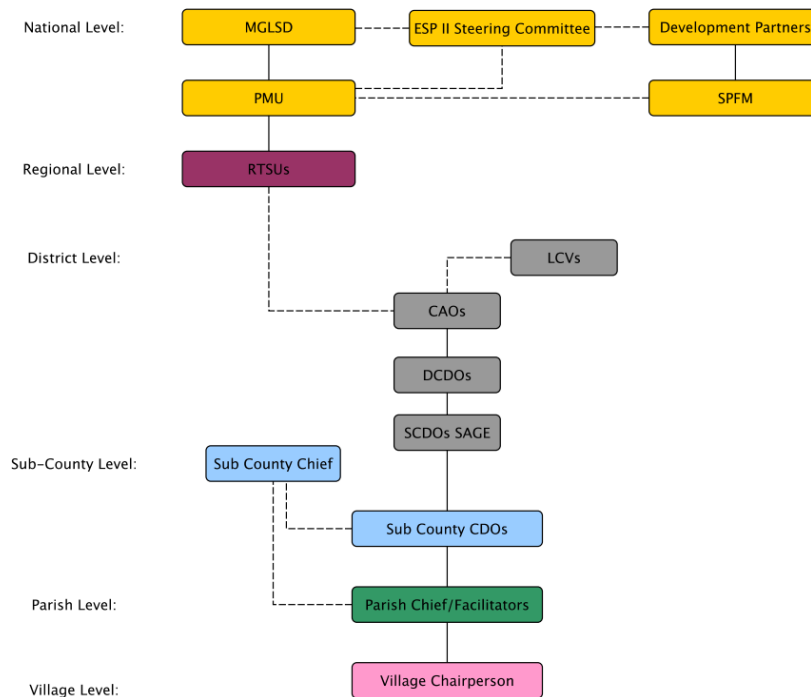 National Level:
MGLSD
ESP II Steering Committee
Development Partners
PMU
SPFM
Regional Level:
RTSUs
District Level:
LCVs
CAOs
DCDOs
SCDOs SAGE
Sub-County Level:
Sub County Chief
Sub County CDOs
Parish Level:
Parish Chief/Facilitators
Village Level:
Village Chairperson